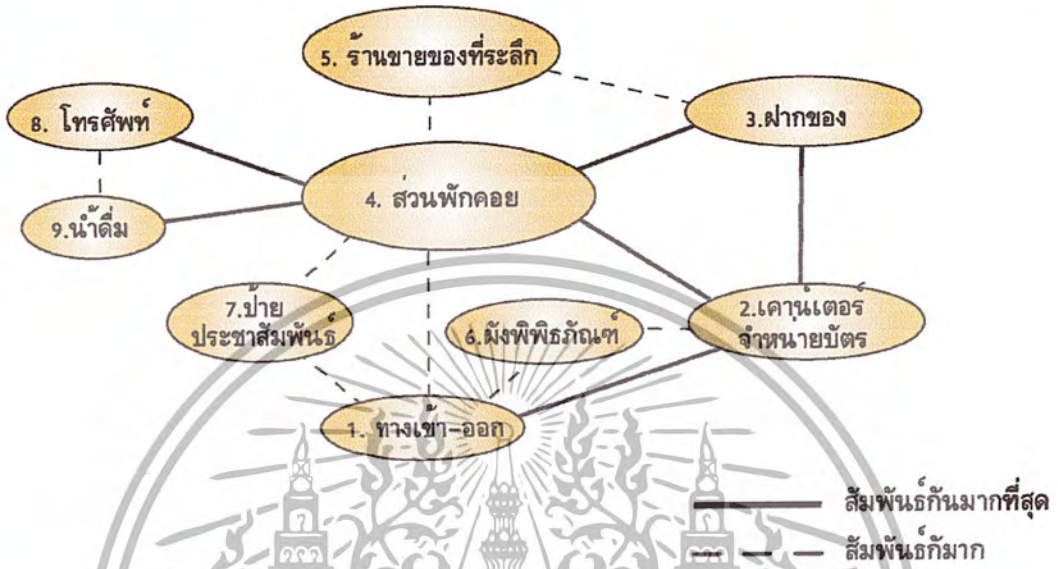 5. ร้านขายของที่ระลึก
8. โทรศัพท์
3.ฝากของ
4. ส่วนพักคอย
9.น้ำดื่ม
7.ป้าย
ประชาสัมพันธ์
6.ผังพิพิธภัณฑ์
2.เคาน์เตอร์
จำหน่ายบัตร
1. ทางเข้า-ออก
สัมพันธ์กันมากที่สุด
สัมพันธ์กัมาก